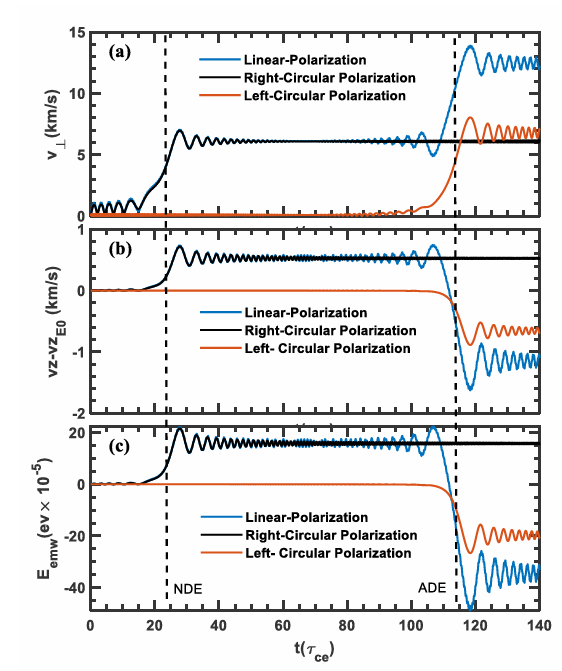 15
(a)
Linear-Polarization
Right-Circular Polarization
Left-Circular Polarization
10
5
0
v⊥ (km/s)
1
(b)
0
Linear-Polarization
Right-Circular Polarization
Left- Circular Polarization
-1
-2
vz-vzE0 (km/s)
20
(c)
0
Linear-Polarization
Right-Circular Polarization
Left- Circular Polarization
-20
-40
Eemw(ev × 10-5)
NDE
ADE
0 20 40 60 80 100 120 140
t(τce)